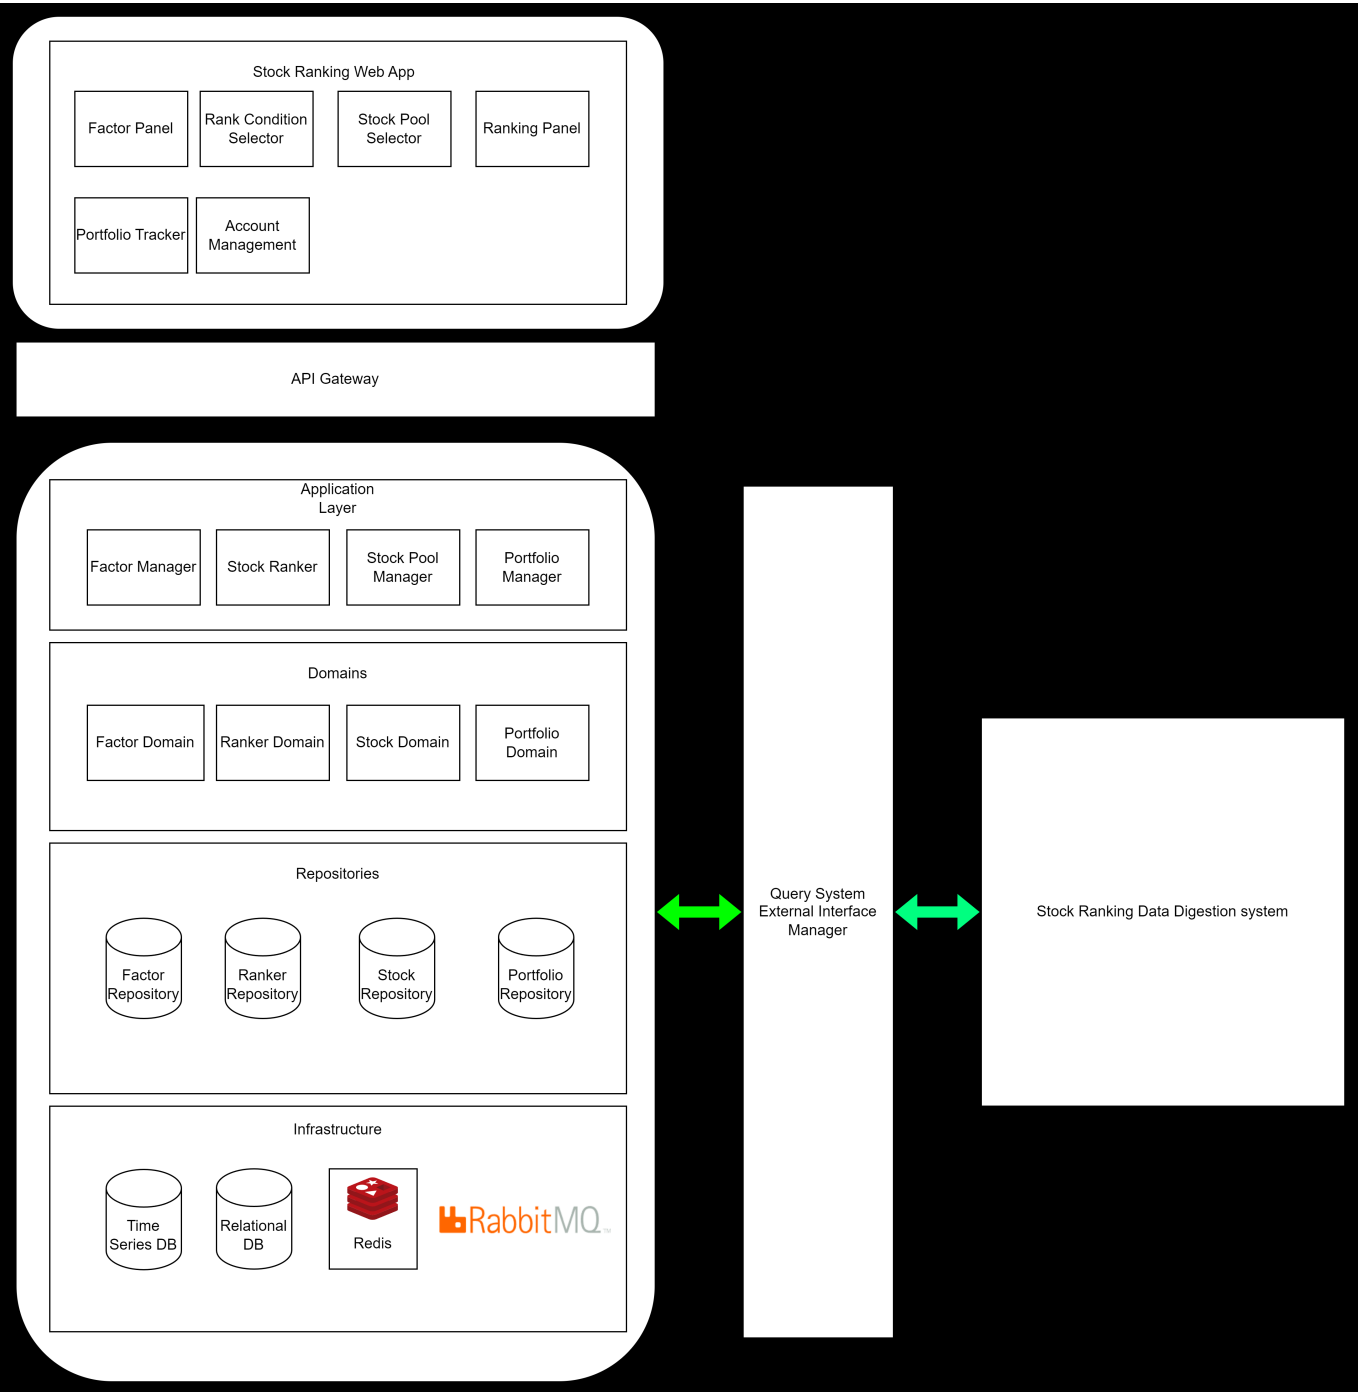 Stock Ranking Web App
Factor Panel
Rank Condition
Selector
Stock Pool
Selector
Ranking Panel
Portfolio Tracker
Account
Management
API Gateway
Application
Layer
Factor Manager
Stock Ranker
Stock Pool
Manager
Portfolio
Manager
Domains
Factor Domain
Ranker Domain
Stock Domain
Portfolio
Domain
Repositories
Factor
Repository
Ranker
Repository
Stock
Repository
Portfolio
Repository
Infrastructure
Time
Series DB
Relational
DB
Redis
RabbitMQ™
Query System
External Interface
Manager
Stock Ranking Data Digestion system